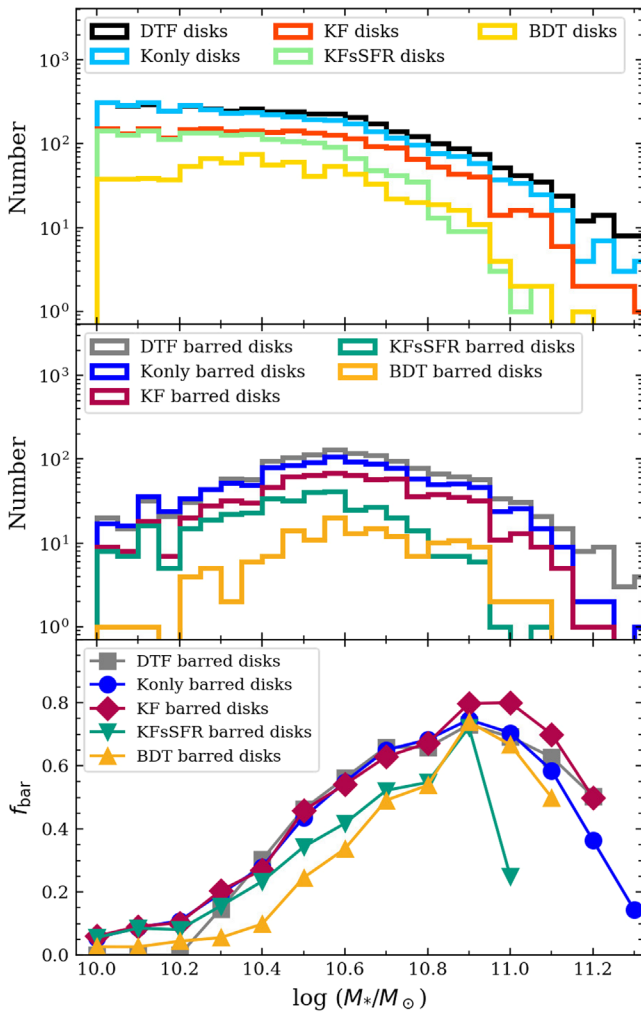 10³
DTF disks
KF disks
BDT disks
Konly disks
KFsSFR disks
10²
Number
10¹
10⁰
10³
DTF barred disks
KFsSFR barred disks
Konly barred disks
BDT barred disks
KF barred disks
10²
Number
10¹
10⁰
DTF barred disks
Konly barred disks
KF barred disks
KFsSFR barred disks
BDT barred disks
0.8
0.6
f_bar
0.4
0.2
0.0
10.0 10.2 10.4 10.6 10.8 11.0 11.2
log (M_*/M_⊙)